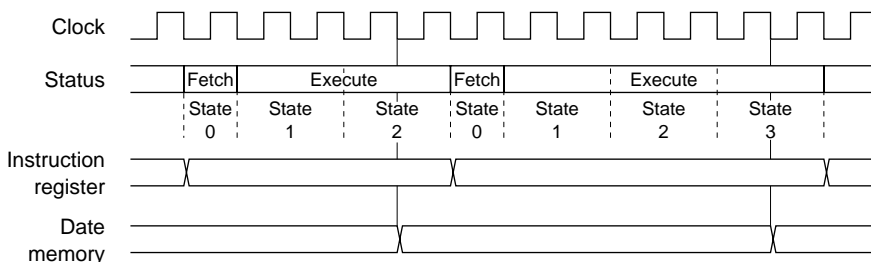 Clock
Status
Fetch Execute Fetch Execute
State State State State State State State
0 1 2 0 1 2 3
Instruction
register
Date
memory